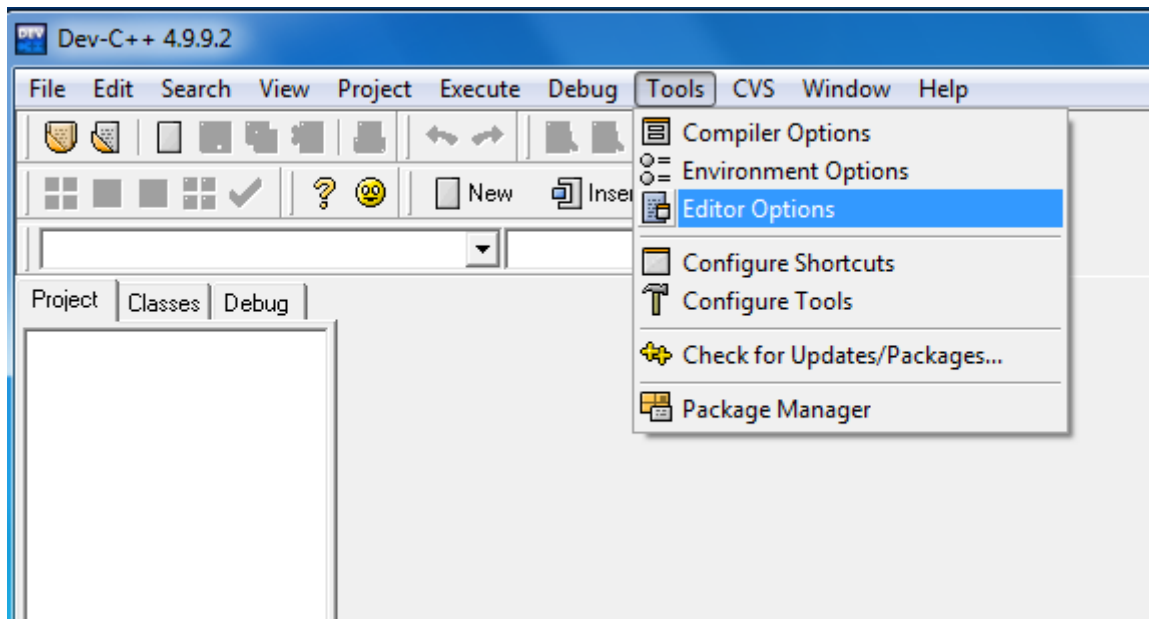 Dev-C++ 4.9.9.2
File Edit Search View Project Execute Debug Tools CVS Window Help
Compiler Options
Environment Options
New Inser
Editor Options
Configure Shortcuts
Project Classes Debug
Configure Tools
Check for Updates/Packages...
Package Manager